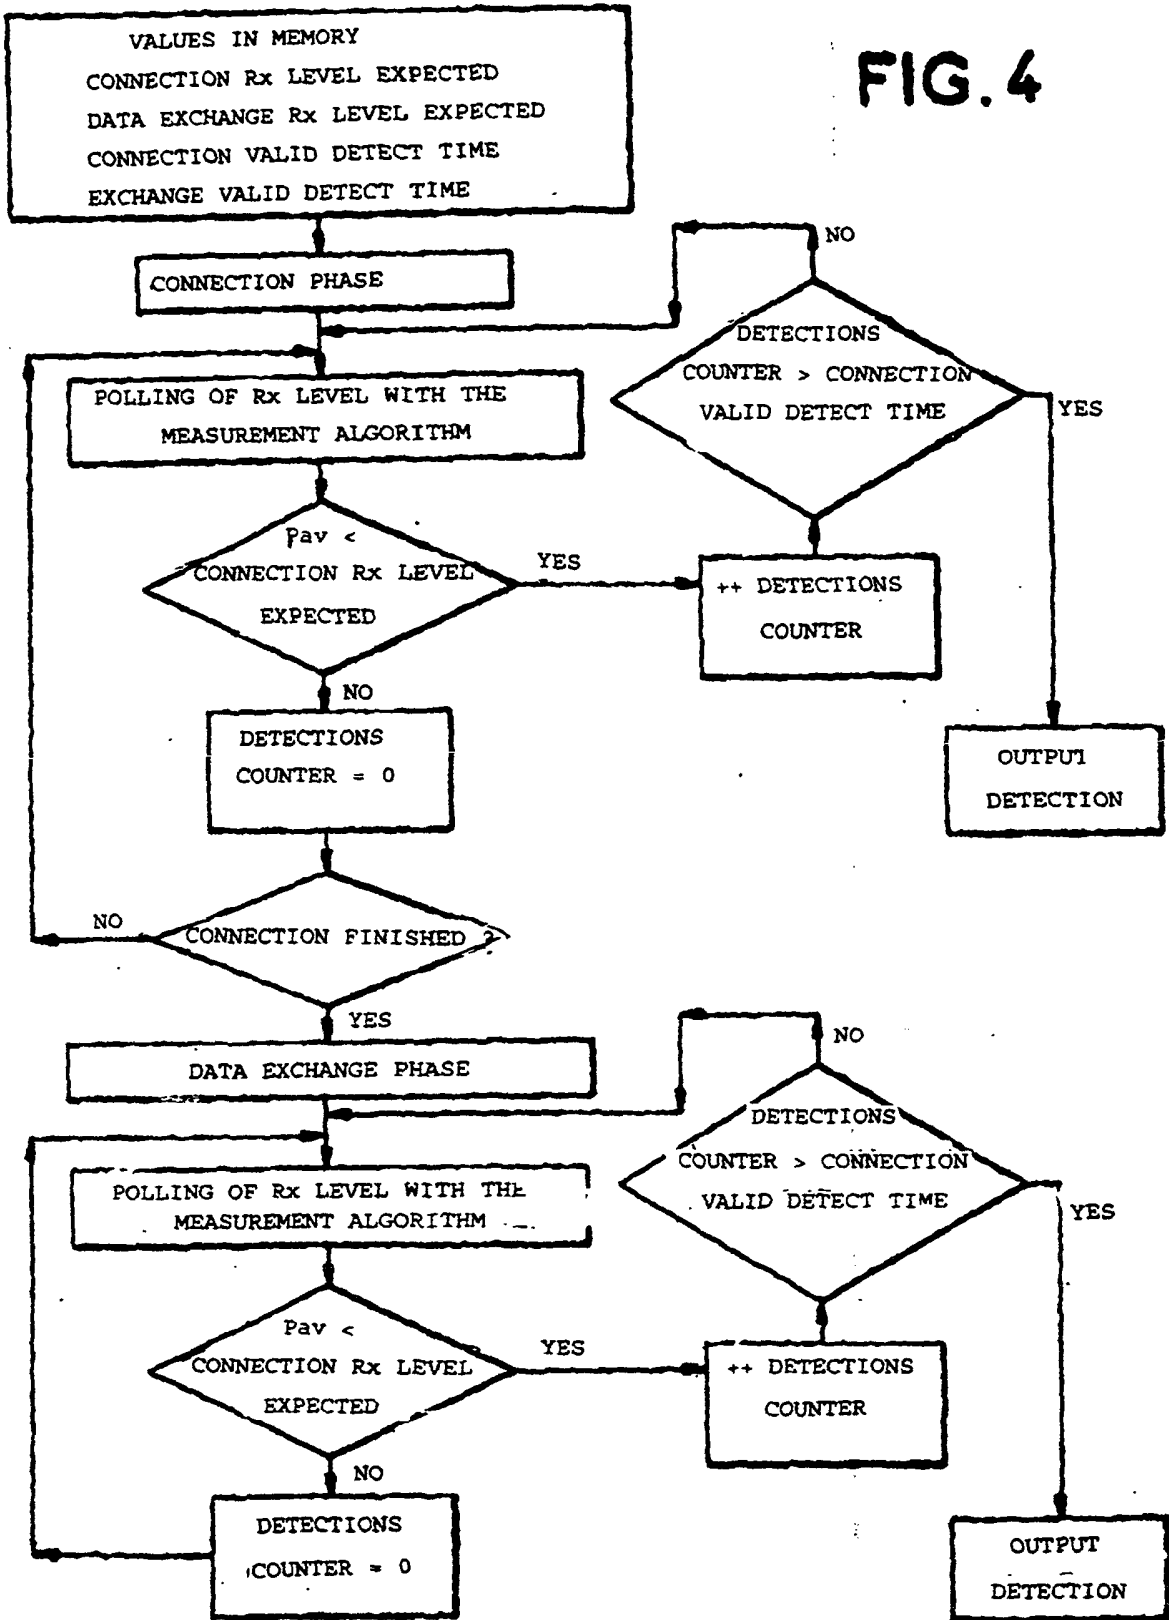 FIG. 4
VALUES IN MEMORY
CONNECTION Rx LEVEL EXPECTED
DATA EXCHANGE Rx LEVEL EXPECTED
CONNECTION VALID DETECT TIME
EXCHANGE VALID DETECT TIME
CONNECTION PHASE
NO
DETECTIONS
COUNTER > CONNECTION
VALID DETECT TIME
YES
POLLING OF Rx LEVEL WITH THE
MEASUREMENT ALGORITHM
Pav <
CONNECTION Rx LEVEL
EXPECTED
YES
++ DETECTIONS
COUNTER
NO
DETECTIONS
COUNTER = 0
OUTPUT
DETECTION
NO
CONNECTION FINISHED ?
YES
DATA EXCHANGE PHASE
NO
DETECTIONS
COUNTER > CONNECTION
VALID DETECT TIME
YES
POLLING OF Rx LEVEL WITH THE
MEASUREMENT ALGORITHM
Pav <
CONNECTION Rx LEVEL
EXPECTED
YES
++ DETECTIONS
COUNTER
NO
DETECTIONS
COUNTER = 0
OUTPUT
DETECTION